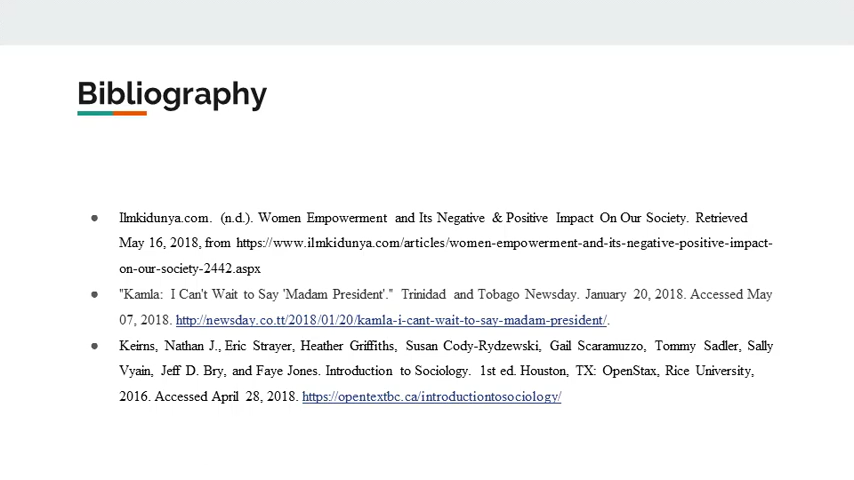 Bibliography
● Ilmkidunya.com. (n.d.). Women Empowerment and Its Negative & Positive Impact On Our Society. Retrieved
May 16, 2018, from https://www.ilmkidunya.com/articles/women-empowerment-and-its-negative-positive-impact-
on-our-society-2442.aspx
● "Kamla: I Can't Wait to Say 'Madam President'." Trinidad and Tobago Newsday. January 20, 2018. Accessed May
07, 2018. http://newsday.co.tt/2018/01/20/kamla-i-cant-wait-to-say-madam-president/.
● Keirns, Nathan J., Eric Strayer, Heather Griffiths, Susan Cody-Rydzewski, Gail Scaramuzzo, Tommy Sadler, Sally
Vyain, Jeff D. Bry, and Faye Jones. Introduction to Sociology. 1st ed. Houston, TX: OpenStax, Rice University,
2016. Accessed April 28, 2018. https://opentextbc.ca/introductiontosociology/